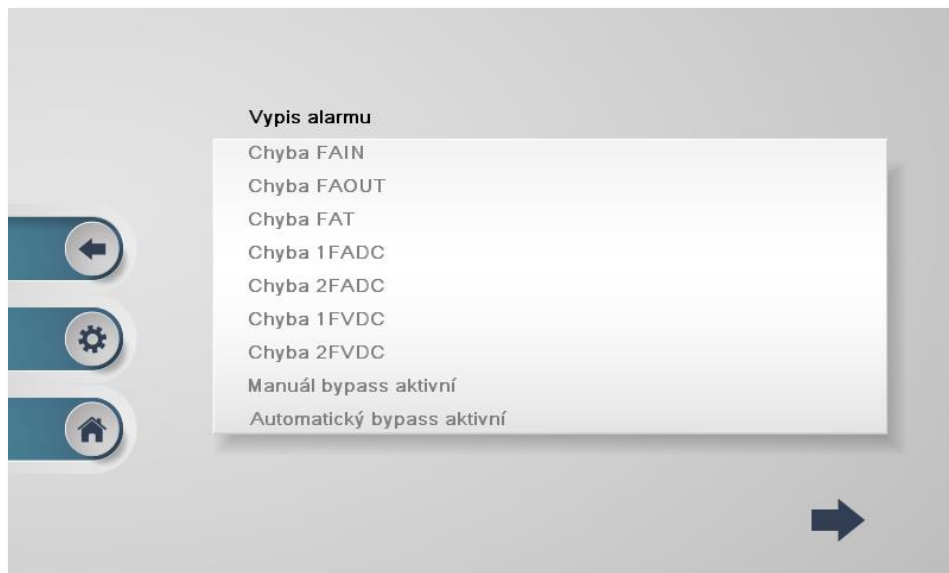 Vypis alarmu
Chyba FAIN
Chyba FAOUT
Chyba FAT
Chyba 1FADC
Chyba 2FADC
Chyba 1FVDC
Chyba 2FVDC
Manuál bypass aktivní
Automatický bypass aktivní